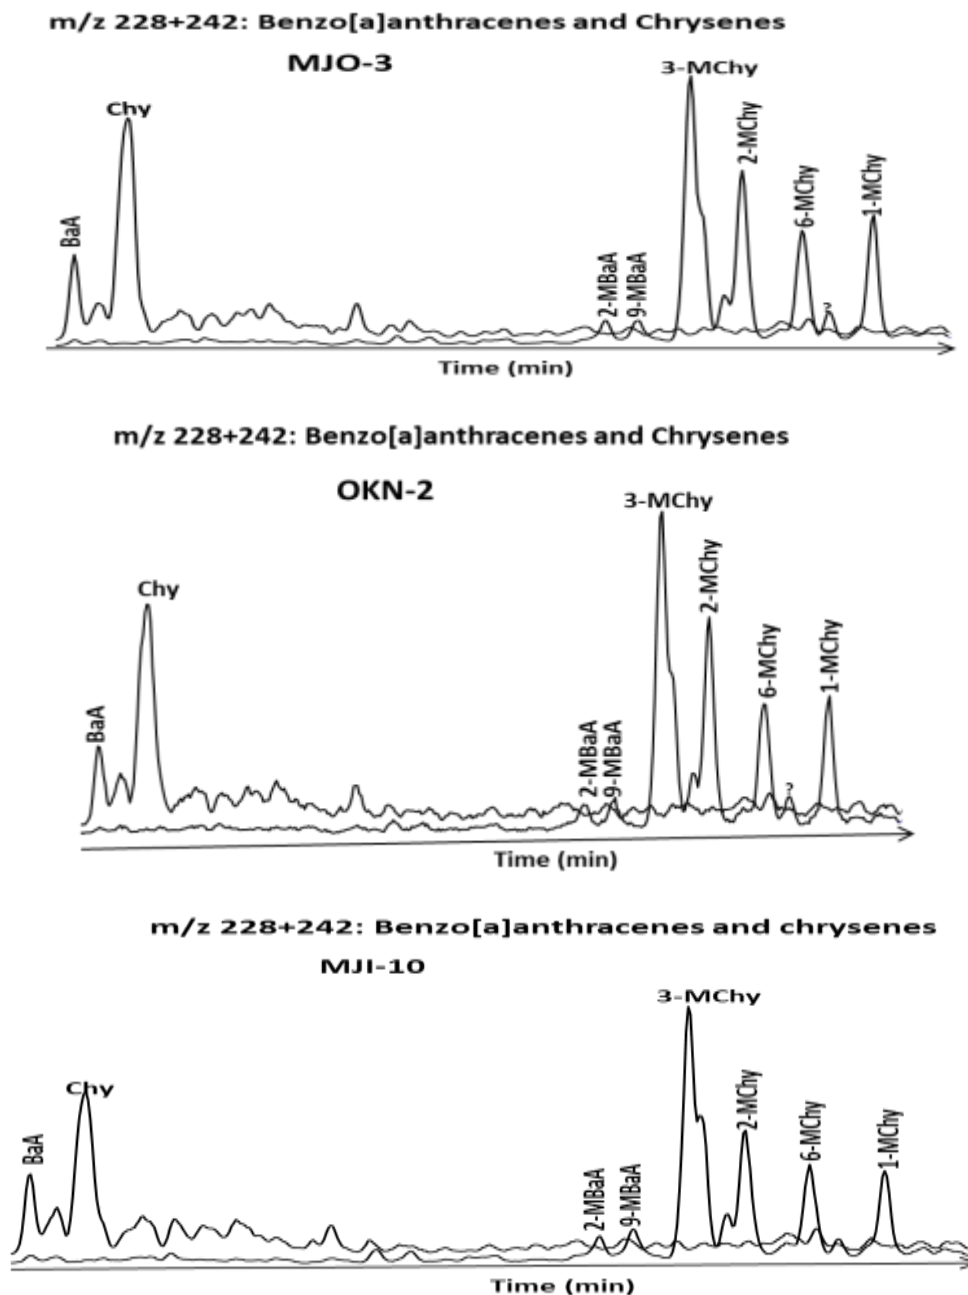 m/z 228+242: Benzo[a]anthracenes and Chrysenes
MJO-3
BaA
Chy
2-MBaA
9-MBaA
3-MChy
2-MChy
6-MChy
?
1-MChy
Time (min)
m/z 228+242: Benzo[a]anthracenes and Chrysenes
OKN-2
BaA
Chy
2-MBaA
9-MBaA
3-MChy
2-MChy
6-MChy
?
1-MChy
Time (min)
m/z 228+242: Benzo[a]anthracenes and chrysenes
MJI-10
BaA
Chy
2-MBaA
9-MBaA
3-MChy
2-MChy
6-MChy
1-MChy
Time (min)